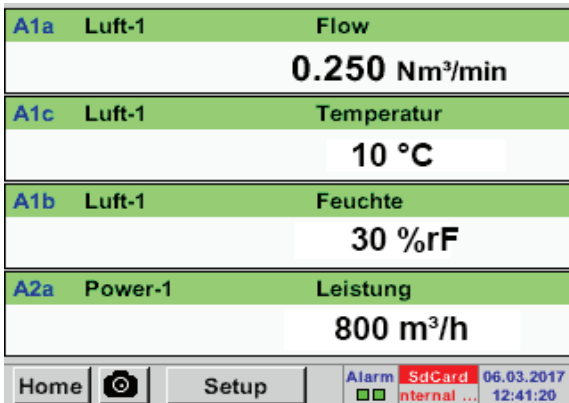 A1a Luft-1 Flow
0.250 Nm³/min
A1c Luft-1 Temperatur
10 °C
A1b Luft-1 Feuchte
30 %rF
A2a Power-1 Leistung
800 m³/h
Home Setup Alarm SdCard 06.03.2017
nternal ... 12:41:20